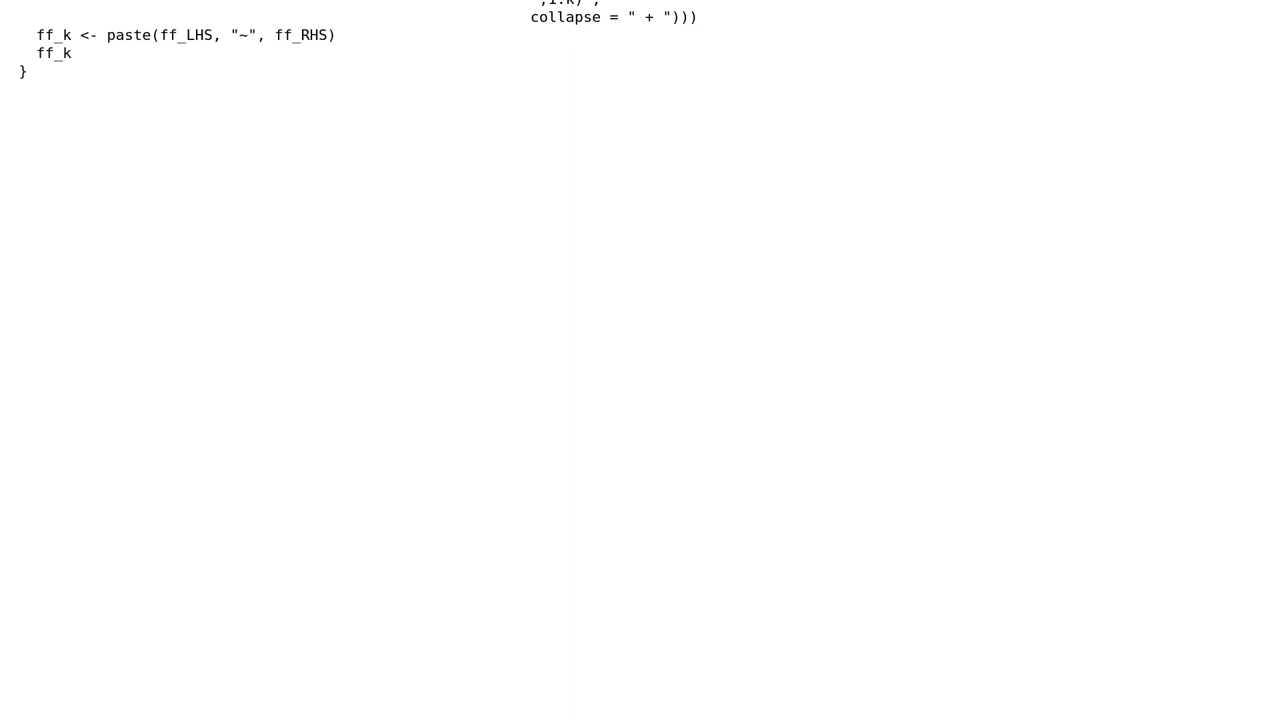 collapse = " + ")))
ff_k <- paste(ff_LHS, "~", ff_RHS)
ff_k
}